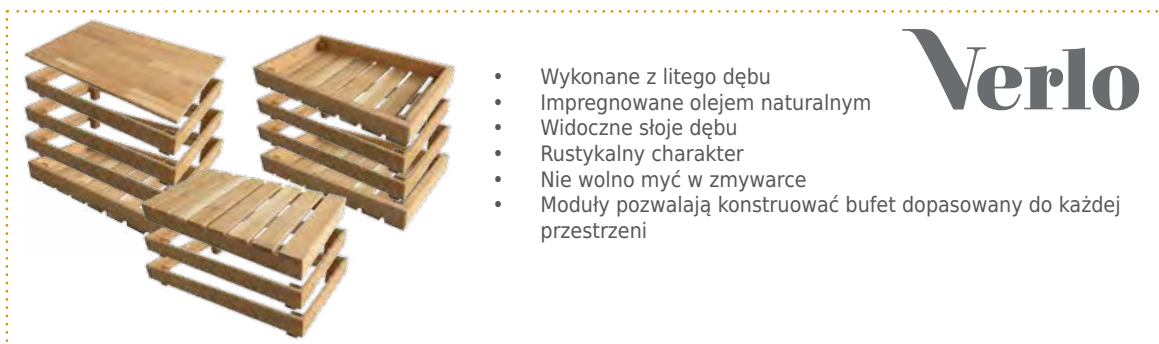 Verlo
• Wykonane z litego dębu
• Impregnowane olejem naturalnym
• Widoczne słoje dębu
• Rustykalny charakter
• Nie wolno myć w zmywarce
• Moduły pozwalają konstruować bufet dopasowany do każdej
przestrzeni